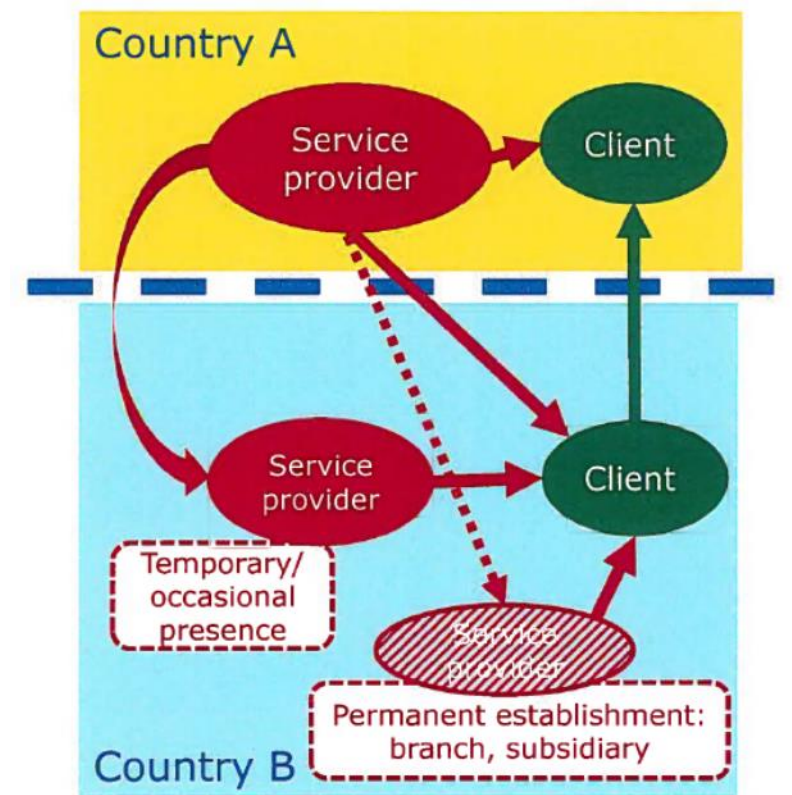 Country A
Service
provider
Client
Service
provider
Client
Temporary/
occasional
presence
Service
provider
Permanent establishment:
branch, subsidiary
Country B